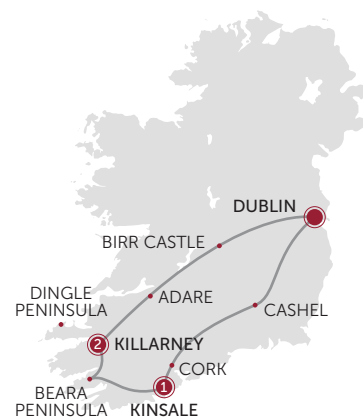 DUBLIN
BIRR CASTLE
DINGLE
PENINSULA
ADARE
CASHEL
2
KILLARNEY
CORK
BEARA
PENINSULA
1
KINSALE